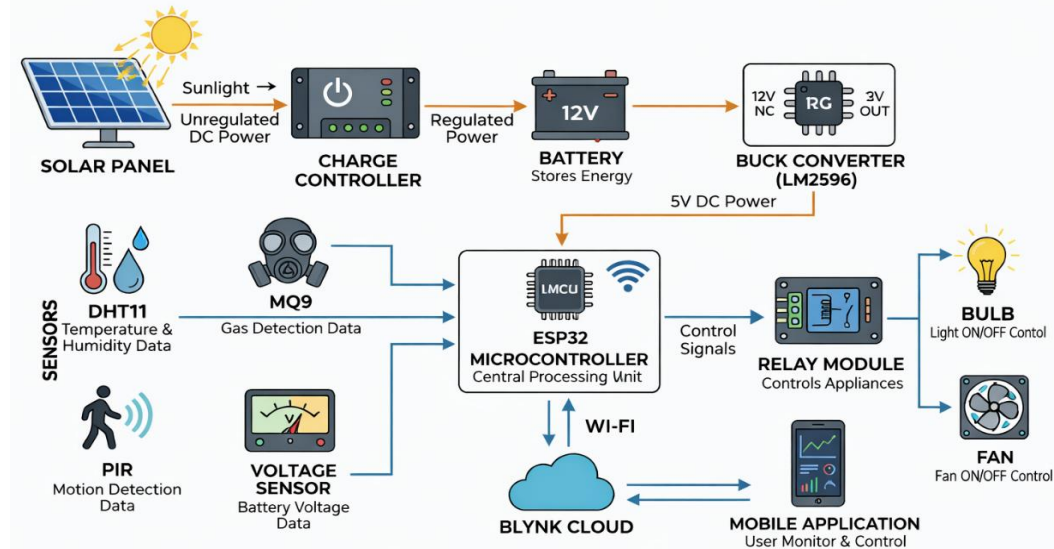 Sunlight →
Unregulated
DC Power
SOLAR PANEL
CHARGE
CONTROLLER
Regulated
Power
12V
BATTERY
Stores Energy
12V
NC
RG
3V
OUT
BUCK CONVERTER
(LM2596)
5V DC Power
SENSORS
DHT11
Temperature &
Humidity Data
MQ9
Gas Detection Data
LMCU
ESP32
MICROCONTROLLER
Central Processing Unit
Control
Signals
RELAY MODULE
Controls Appliances
BULB
Light ON/OFF Contol
FAN
Fan ON/OFF Control
PIR
Motion Detection
Data
V
VOLTAGE
SENSOR
Battery Voltage
Data
WI-FI
BLYNK CLOUD
MOBILE APPLICATION
User Monitor & Control